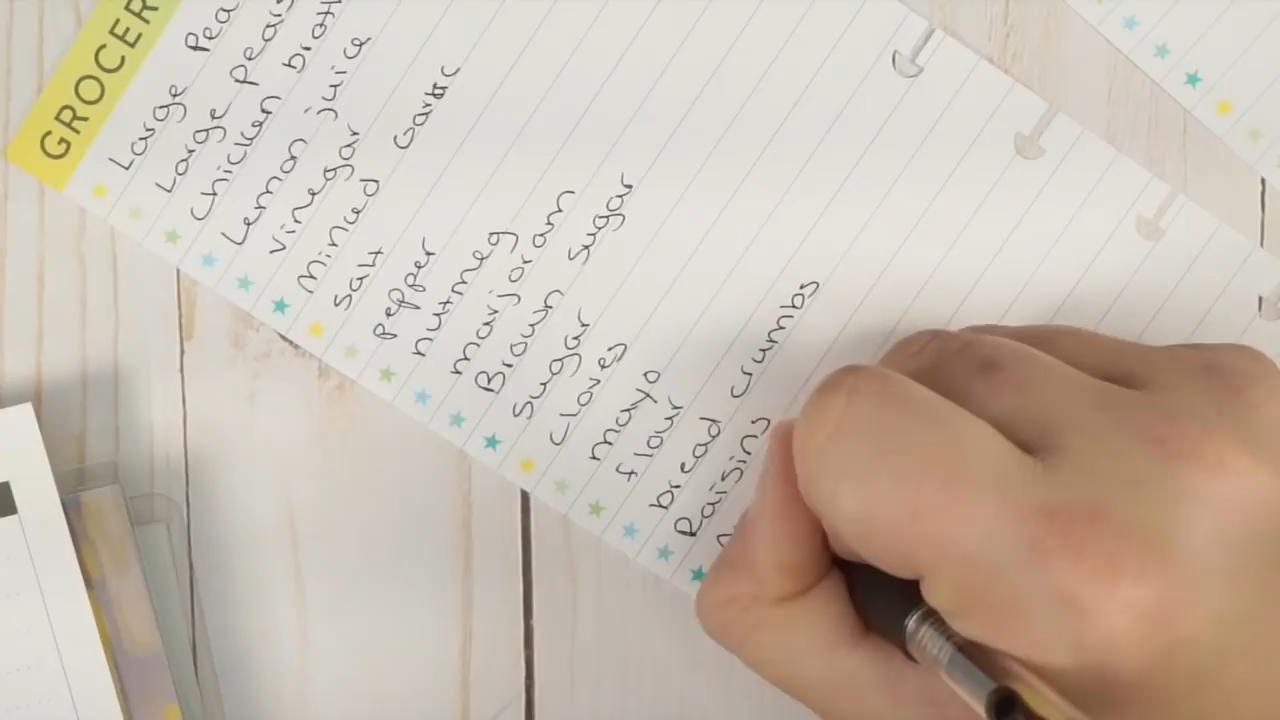 GROCER
Large Pea
Large pears
chicken broth
Lemon juice
vinegar
Minced Garlic
salt
pepper
nutmeg
marjoram
Brown sugar
sugar
cloves
mayo
flour
bread crumbs
Raisins